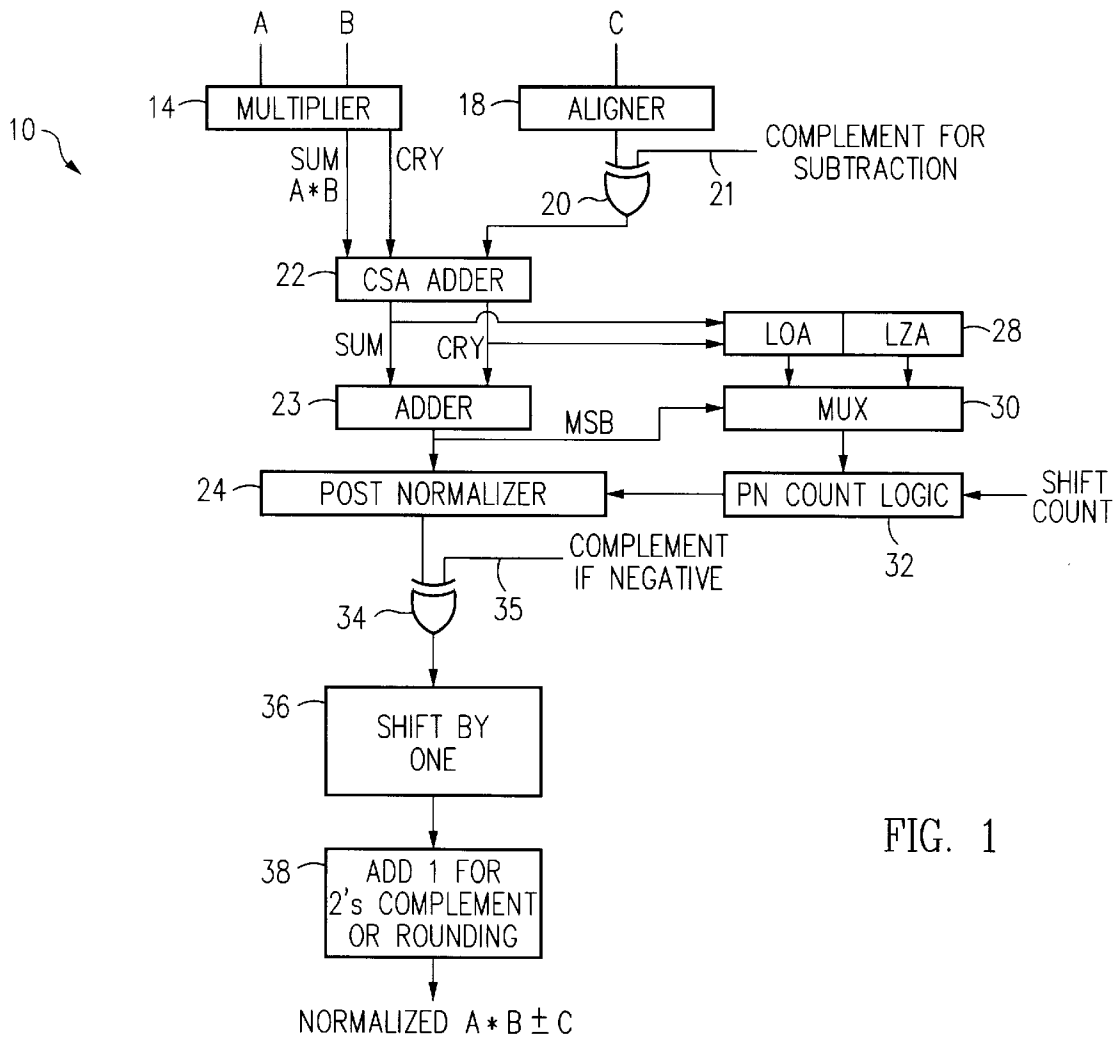 A
B
C
14
MULTIPLIER
18
ALIGNER
10
SUM
A*B
CRY
COMPLEMENT FOR
SUBTRACTION
20
21
22
CSA ADDER
SUM
CRY
LOA
LZA
28
23
ADDER
MSB
MUX
30
24
POST NORMALIZER
PN COUNT LOGIC
SHIFT
COUNT
32
COMPLEMENT
IF NEGATIVE
34
35
36
SHIFT BY
ONE
38
ADD 1 FOR
2's COMPLEMENT
OR ROUNDING
FIG. 1
NORMALIZED A*B±C